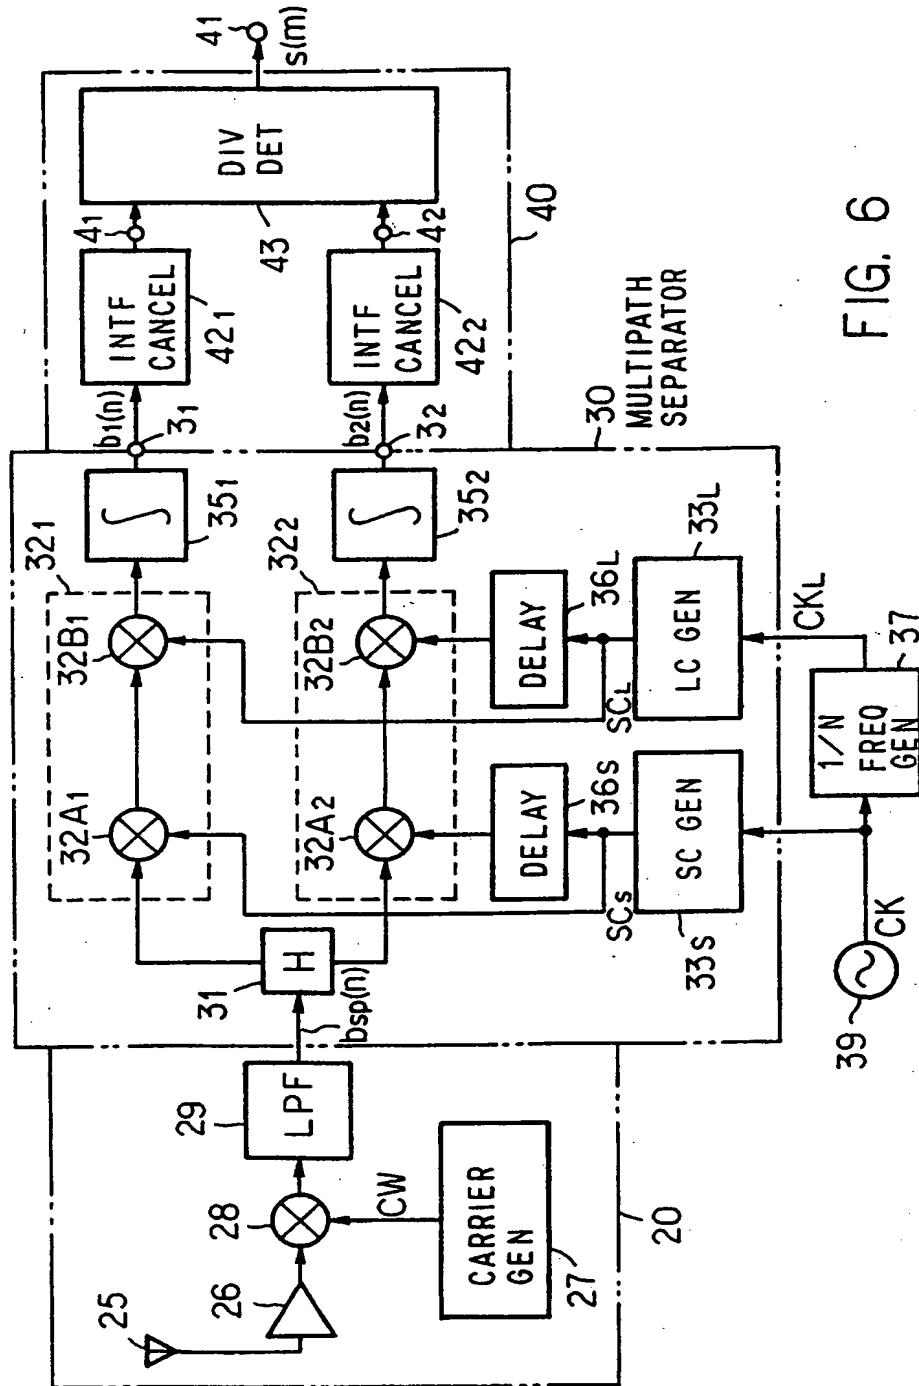 25
26
28
CW
CARRIER
GEN
27
20
29
LPF
bsp(n)
31
H
32A1
32B1
321
351
∫
31
b1(n)
INTF
CANCEL
421
41
DIV
DET
43
41
s(m)
32A2
32B2
322
352
∫
32
b2(n)
INTF
CANCEL
422
42
40
DELAY
36S
SCS
SC GEN
33S
DELAY
36L
SCL
LC GEN
33L
30
MULTIPATH
SEPARATOR
39
CK
1/N
FREQ
GEN
37
CKL
FIG. 6